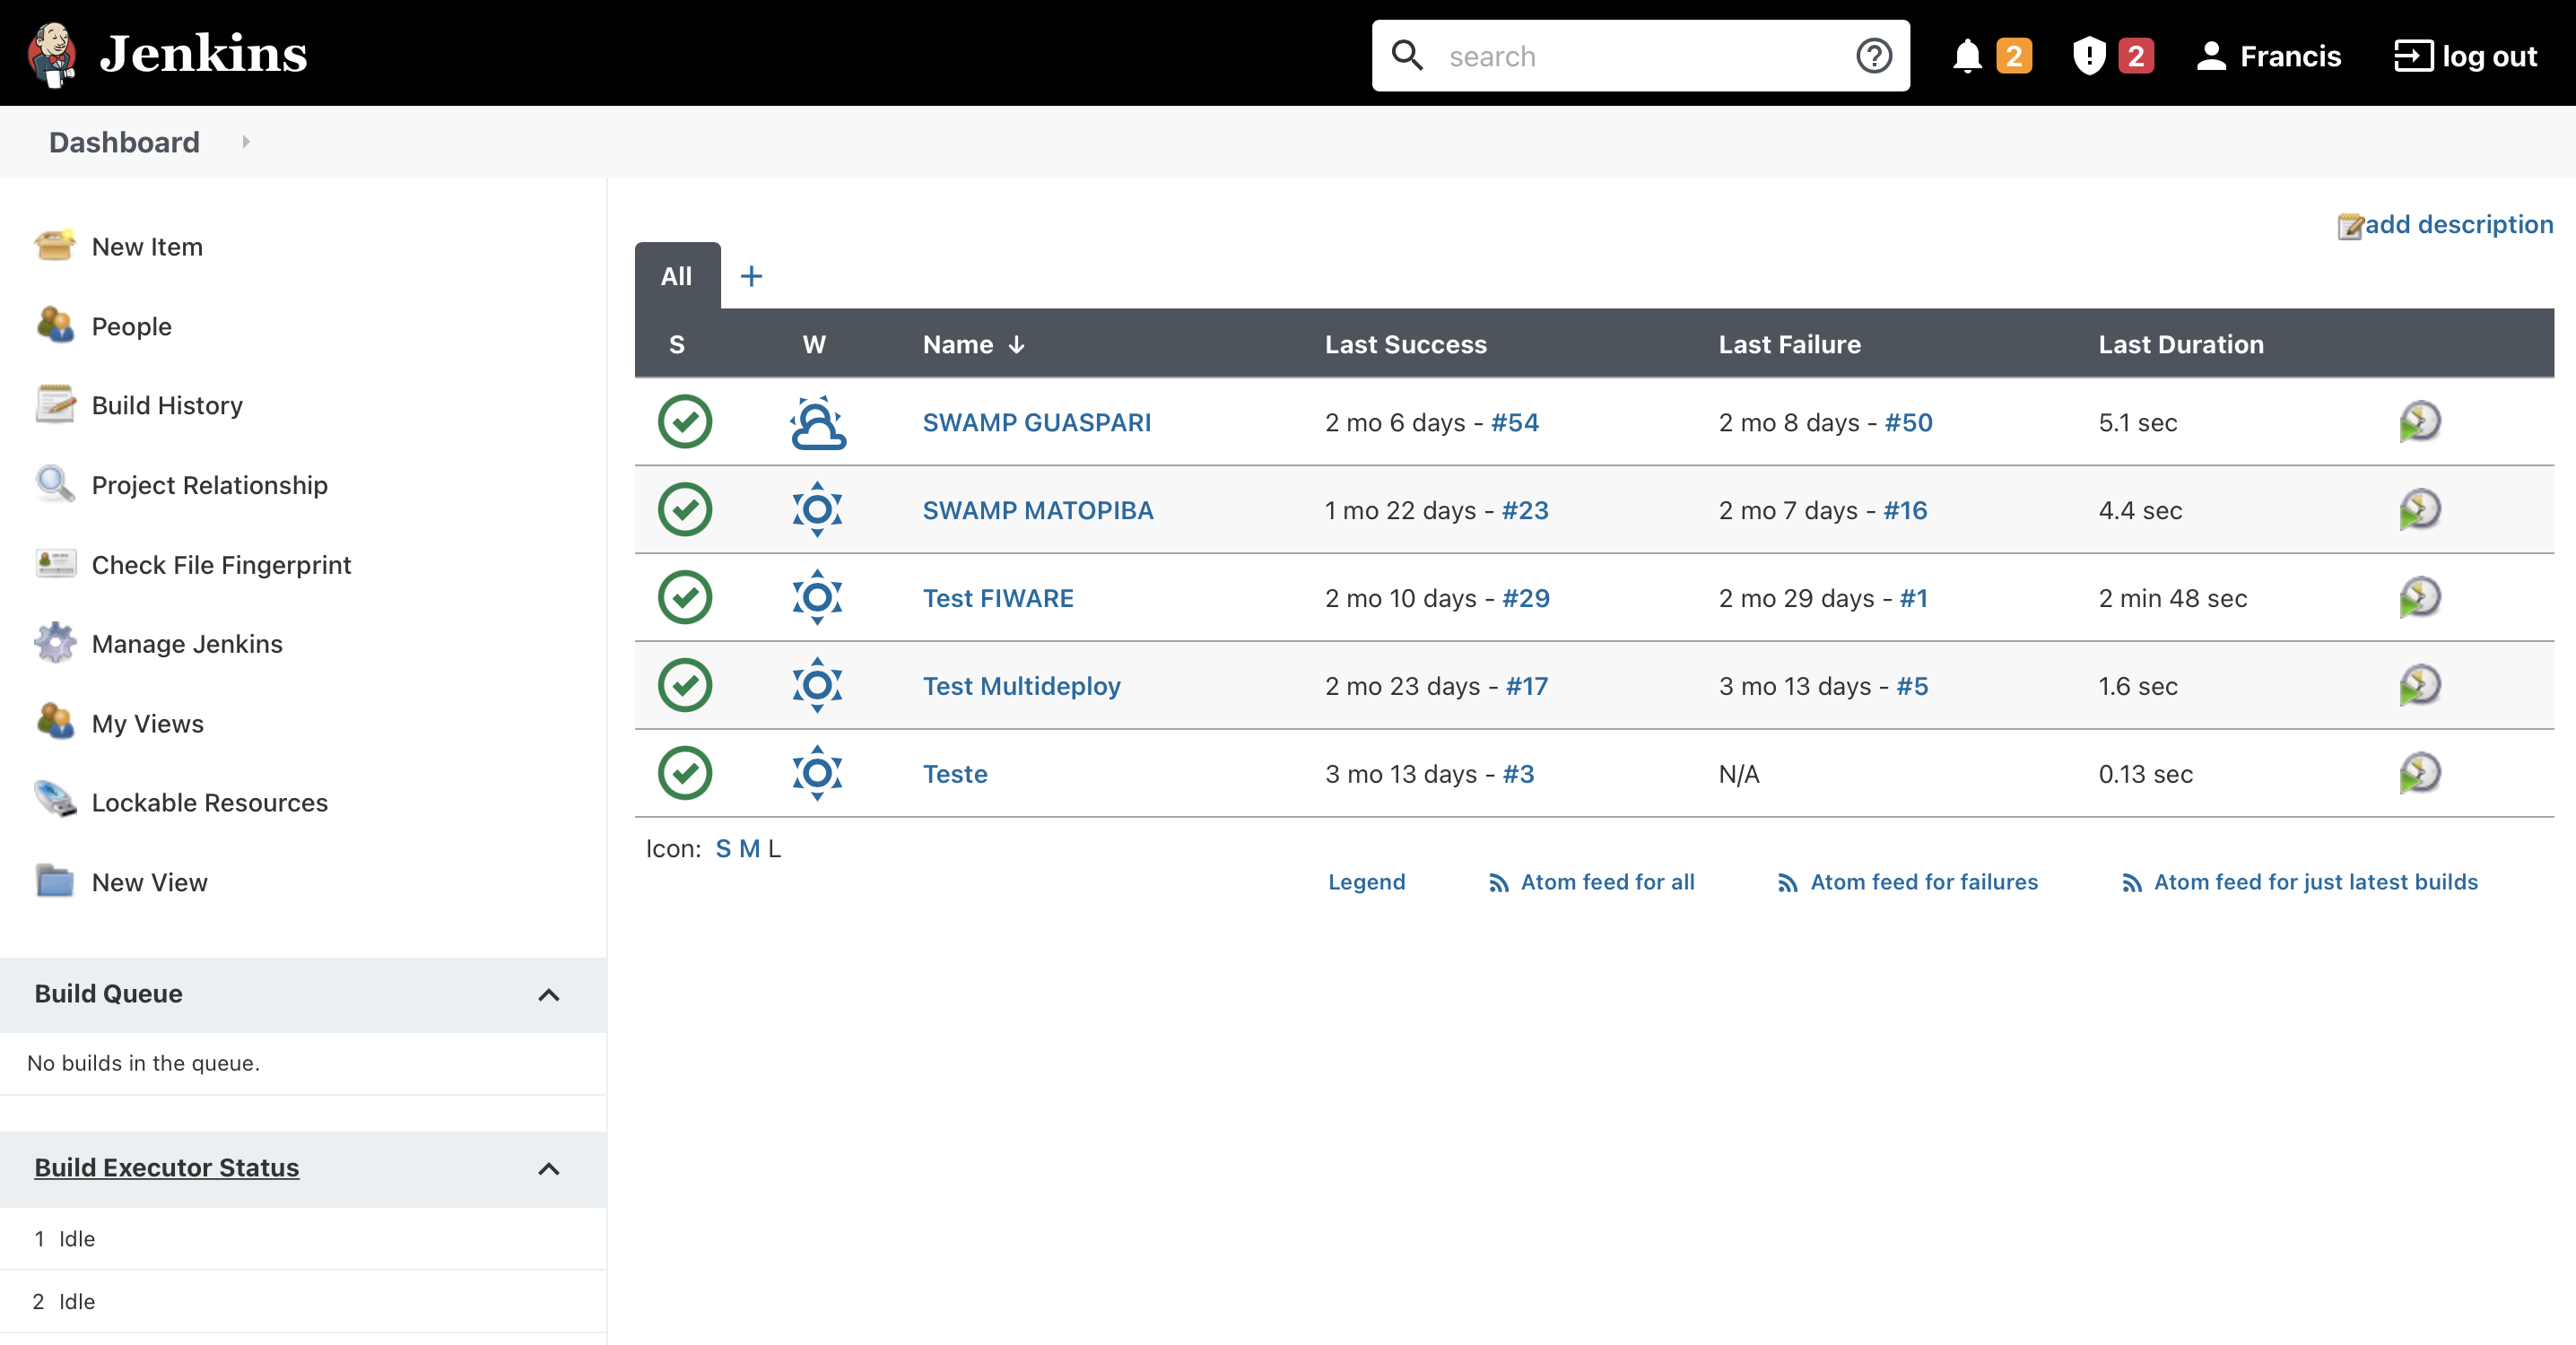 Jenkins
search
2
2
Francis
log out
Dashboard
New Item
People
Build History
Project Relationship
Check File Fingerprint
Manage Jenkins
My Views
Lockable Resources
New View
Build Queue
No builds in the queue.
Build Executor Status
1 Idle
2 Idle
add description
All +
S W Name ↓ Last Success Last Failure Last Duration
SWAMP GUASPARI 2 mo 6 days - #54 2 mo 8 days - #50 5.1 sec
SWAMP MATOPIBA 1 mo 22 days - #23 2 mo 7 days - #16 4.4 sec
Test FIWARE 2 mo 10 days - #29 2 mo 29 days - #1 2 min 48 sec
Test Multideploy 2 mo 23 days - #17 3 mo 13 days - #5 1.6 sec
Teste 3 mo 13 days - #3 N/A 0.13 sec
Icon: S M L
Legend Atom feed for all Atom feed for failures Atom feed for just latest builds